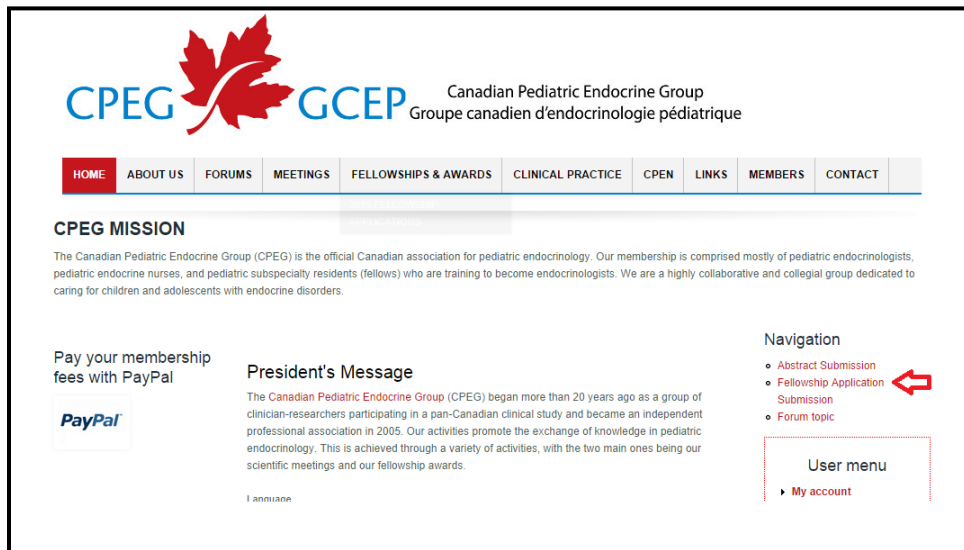 CPEG GCEP
Canadian Pediatric Endocrine Group
Groupe canadien d'endocrinologie pédiatrique
HOME ABOUT US FORUMS MEETINGS FELLOWSHIPS & AWARDS CLINICAL PRACTICE CPEN LINKS MEMBERS CONTACT
CPEG MISSION
The Canadian Pediatric Endocrine Group (CPEG) is the official Canadian association for pediatric endocrinology. Our membership is comprised mostly of pediatric endocrinologists,
pediatric endocrine nurses, and pediatric subspecialty residents (fellows) who are training to become endocrinologists. We are a highly collaborative and collegial group dedicated to
caring for children and adolescents with endocrine disorders.
Pay your membership
fees with PayPal
PayPal
President's Message
The Canadian Pediatric Endocrine Group (CPEG) began more than 20 years ago as a group of
clinician-researchers participating in a pan-Canadian clinical study and became an independent
professional association in 2005. Our activities promote the exchange of knowledge in pediatric
endocrinology. This is achieved through a variety of activities, with the two main ones being our
scientific meetings and our fellowship awards.
Language
Navigation
Abstract Submission
Fellowship Application
Submission
Forum topic
User menu
My account